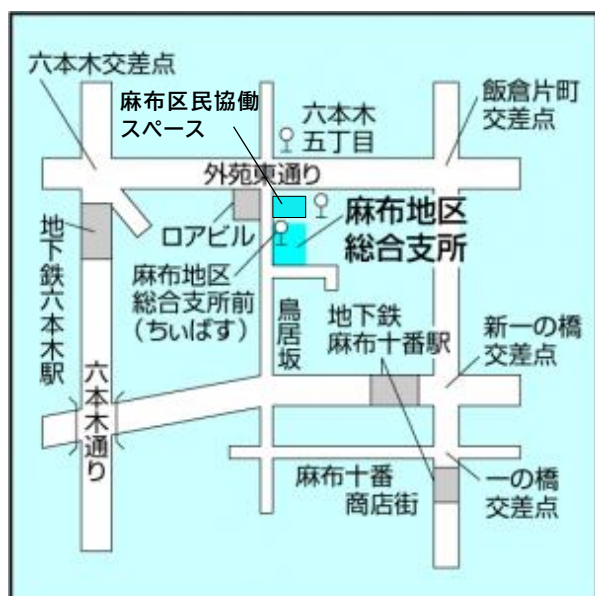 六本木交差点
麻布区民協働
スペース
六本木
五丁目
飯倉片町
交差点
外苑東通り
ロアビル
麻布地区
総合支所
地下鉄六本木駅
麻布地区
総合支所前
（ちぃばす）
鳥居坂
地下鉄
麻布十番駅
新一の橋
交差点
六本木通り
麻布十番
商店街
一の橋
交差点